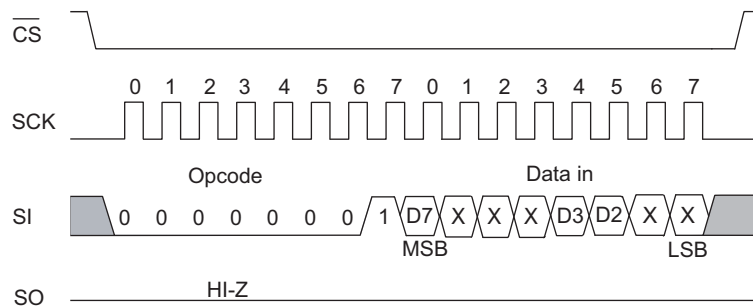 CS
0 1 2 3 4 5 6 7 0 1 2 3 4 5 6 7
SCK
Opcode Data in
SI 0 0 0 0 0 0 0 1 D7 X X X D3 D2 X X
MSB LSB
HI-Z
SO